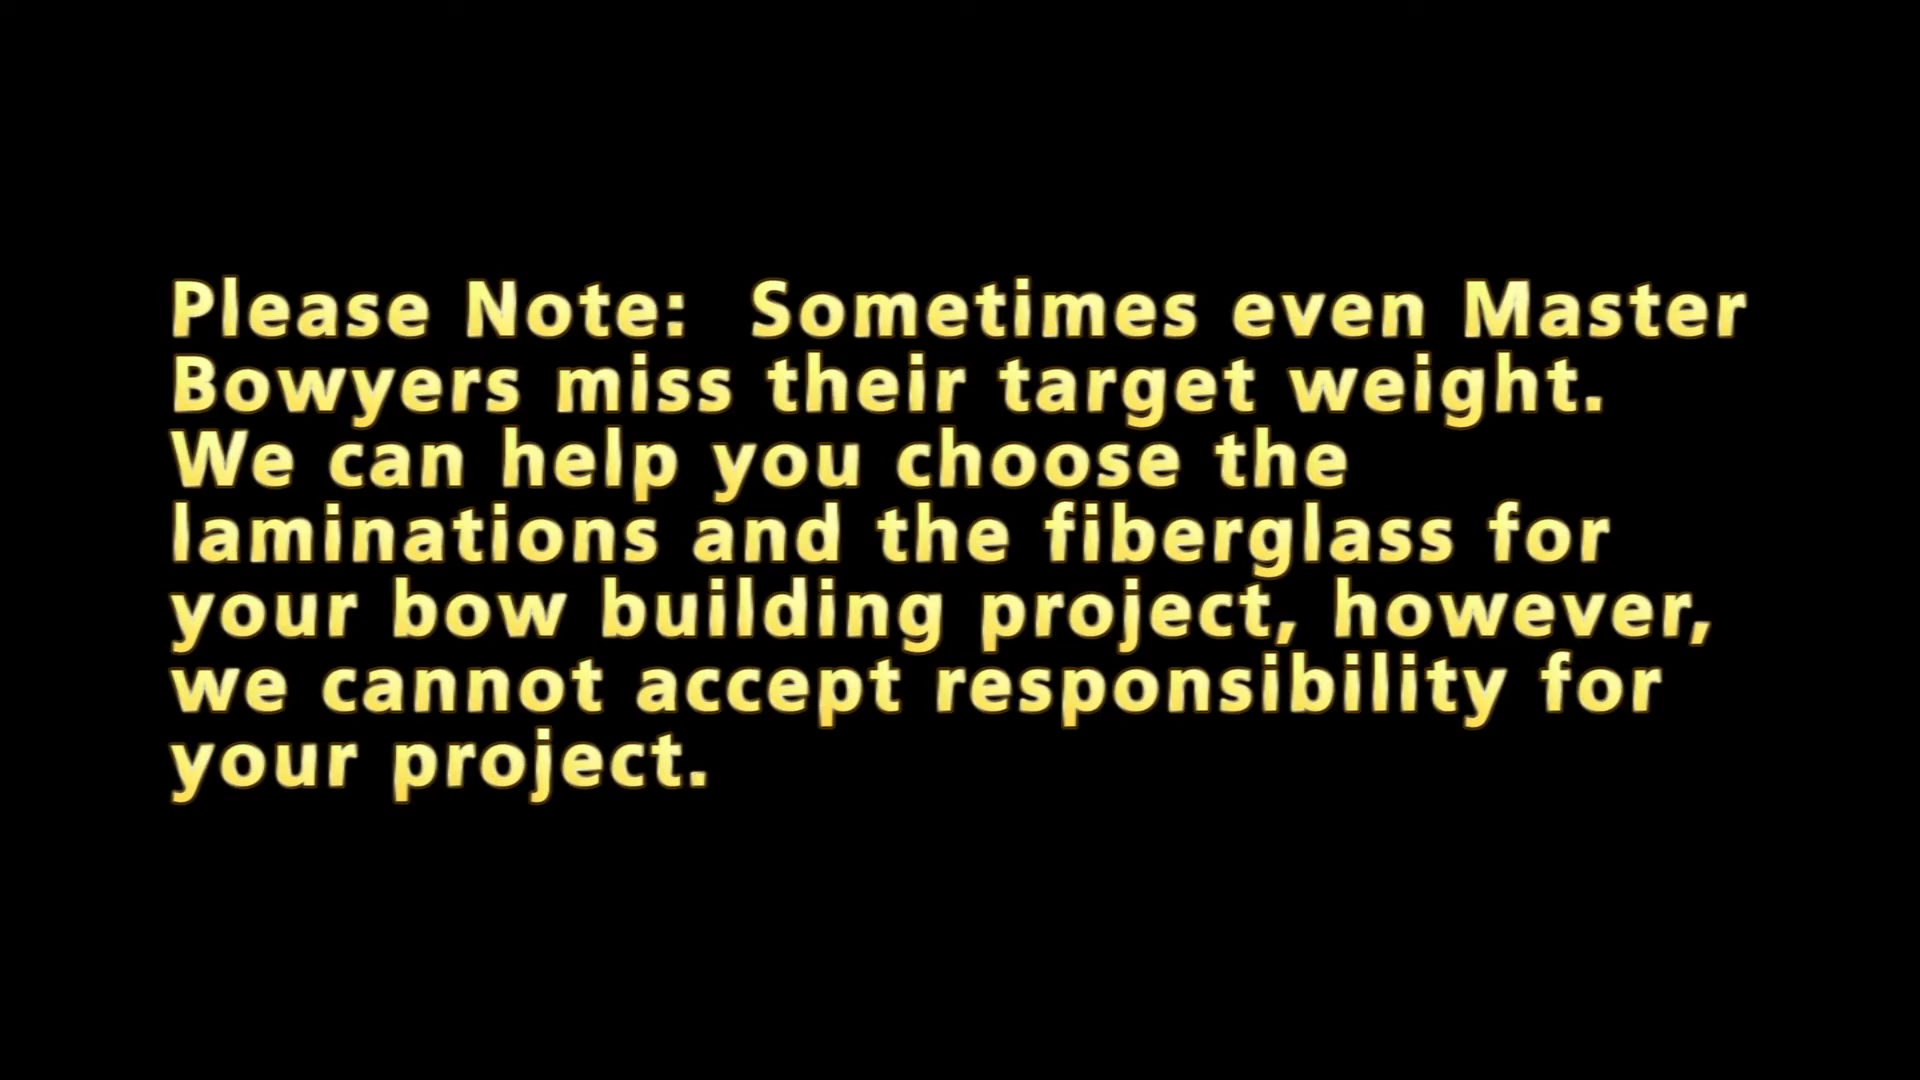 Please Note:  Sometimes even Master
Bowyers miss their target weight.
We can help you choose the
laminations and the fiberglass for
your bow building project, however,
we cannot accept responsibility for
your project.